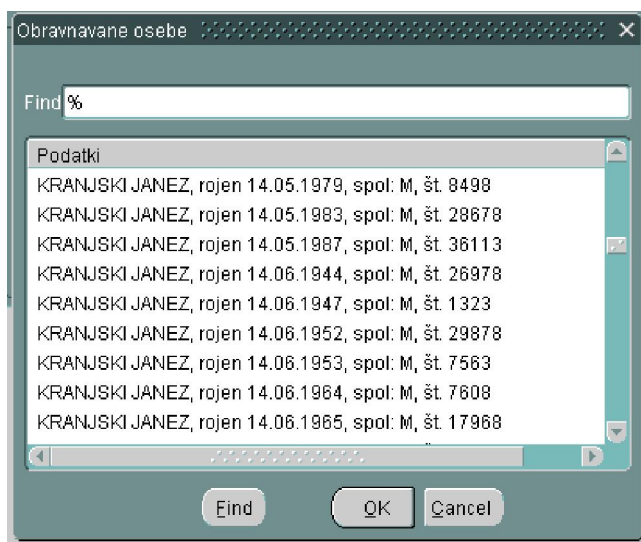 Obravnavane osebe
Find %
Podatki
KRANJSKI JANEZ, rojen 14.05.1979, spol: M, št. 8498
KRANJSKI JANEZ, rojen 14.05.1983, spol: M, št. 28678
KRANJSKI JANEZ, rojen 14.05.1987, spol: M, št. 36113
KRANJSKI JANEZ, rojen 14.06.1944, spol: M, št. 26978
KRANJSKI JANEZ, rojen 14.06.1947, spol: M, št. 1323
KRANJSKI JANEZ, rojen 14.06.1952, spol: M, št. 29878
KRANJSKI JANEZ, rojen 14.06.1953, spol: M, št. 7563
KRANJSKI JANEZ, rojen 14.06.1964, spol: M, št. 7608
KRANJSKI JANEZ, rojen 14.06.1965, spol: M, št. 17968
Find OK Cancel